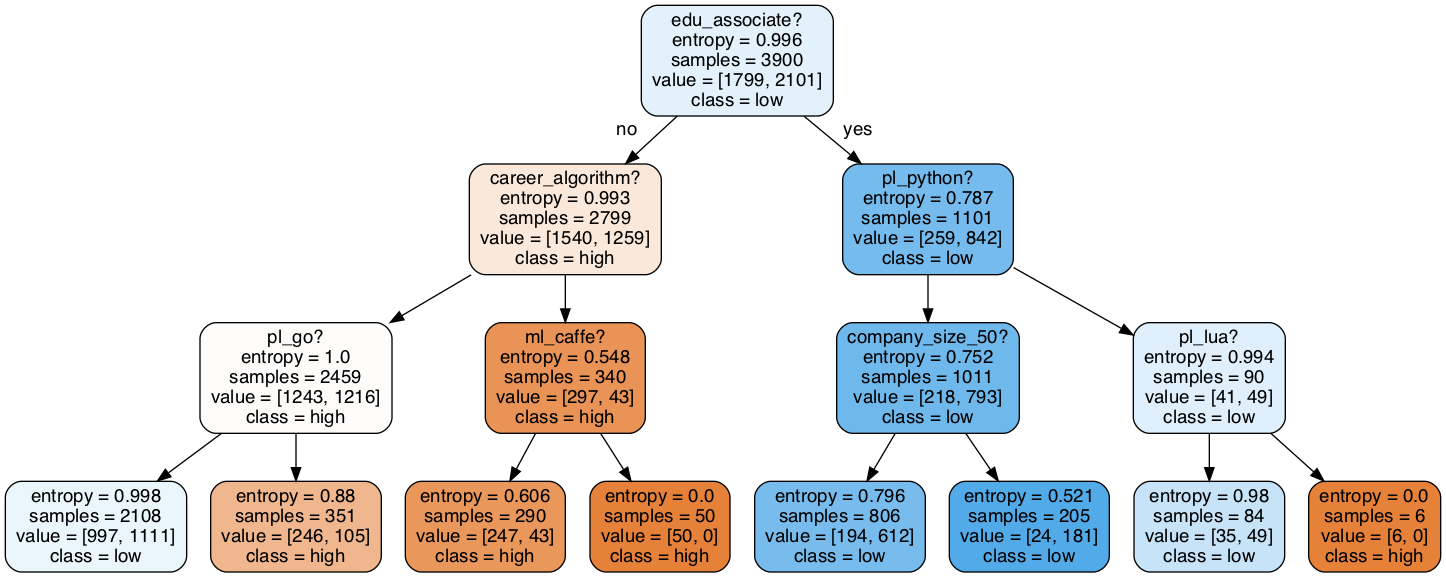 edu_associate?
entropy = 0.996
samples = 3900
value = [1799, 2101]
class = low
no
yes
career_algorithm?
entropy = 0.993
samples = 2799
value = [1540, 1259]
class = high
pl_python?
entropy = 0.787
samples = 1101
value = [259, 842]
class = low
pl_go?
entropy = 1.0
samples = 2459
value = [1243, 1216]
class = high
ml_caffe?
entropy = 0.548
samples = 340
value = [297, 43]
class = high
company_size_50?
entropy = 0.752
samples = 1011
value = [218, 793]
class = low
pl_lua?
entropy = 0.994
samples = 90
value = [41, 49]
class = low
entropy = 0.998
samples = 2108
value = [997, 1111]
class = low
entropy = 0.88
samples = 351
value = [246, 105]
class = high
entropy = 0.606
samples = 290
value = [247, 43]
class = high
entropy = 0.0
samples = 50
value = [50, 0]
class = high
entropy = 0.796
samples = 806
value = [194, 612]
class = low
entropy = 0.521
samples = 205
value = [24, 181]
class = low
entropy = 0.98
samples = 84
value = [35, 49]
class = low
entropy = 0.0
samples = 6
value = [6, 0]
class = high